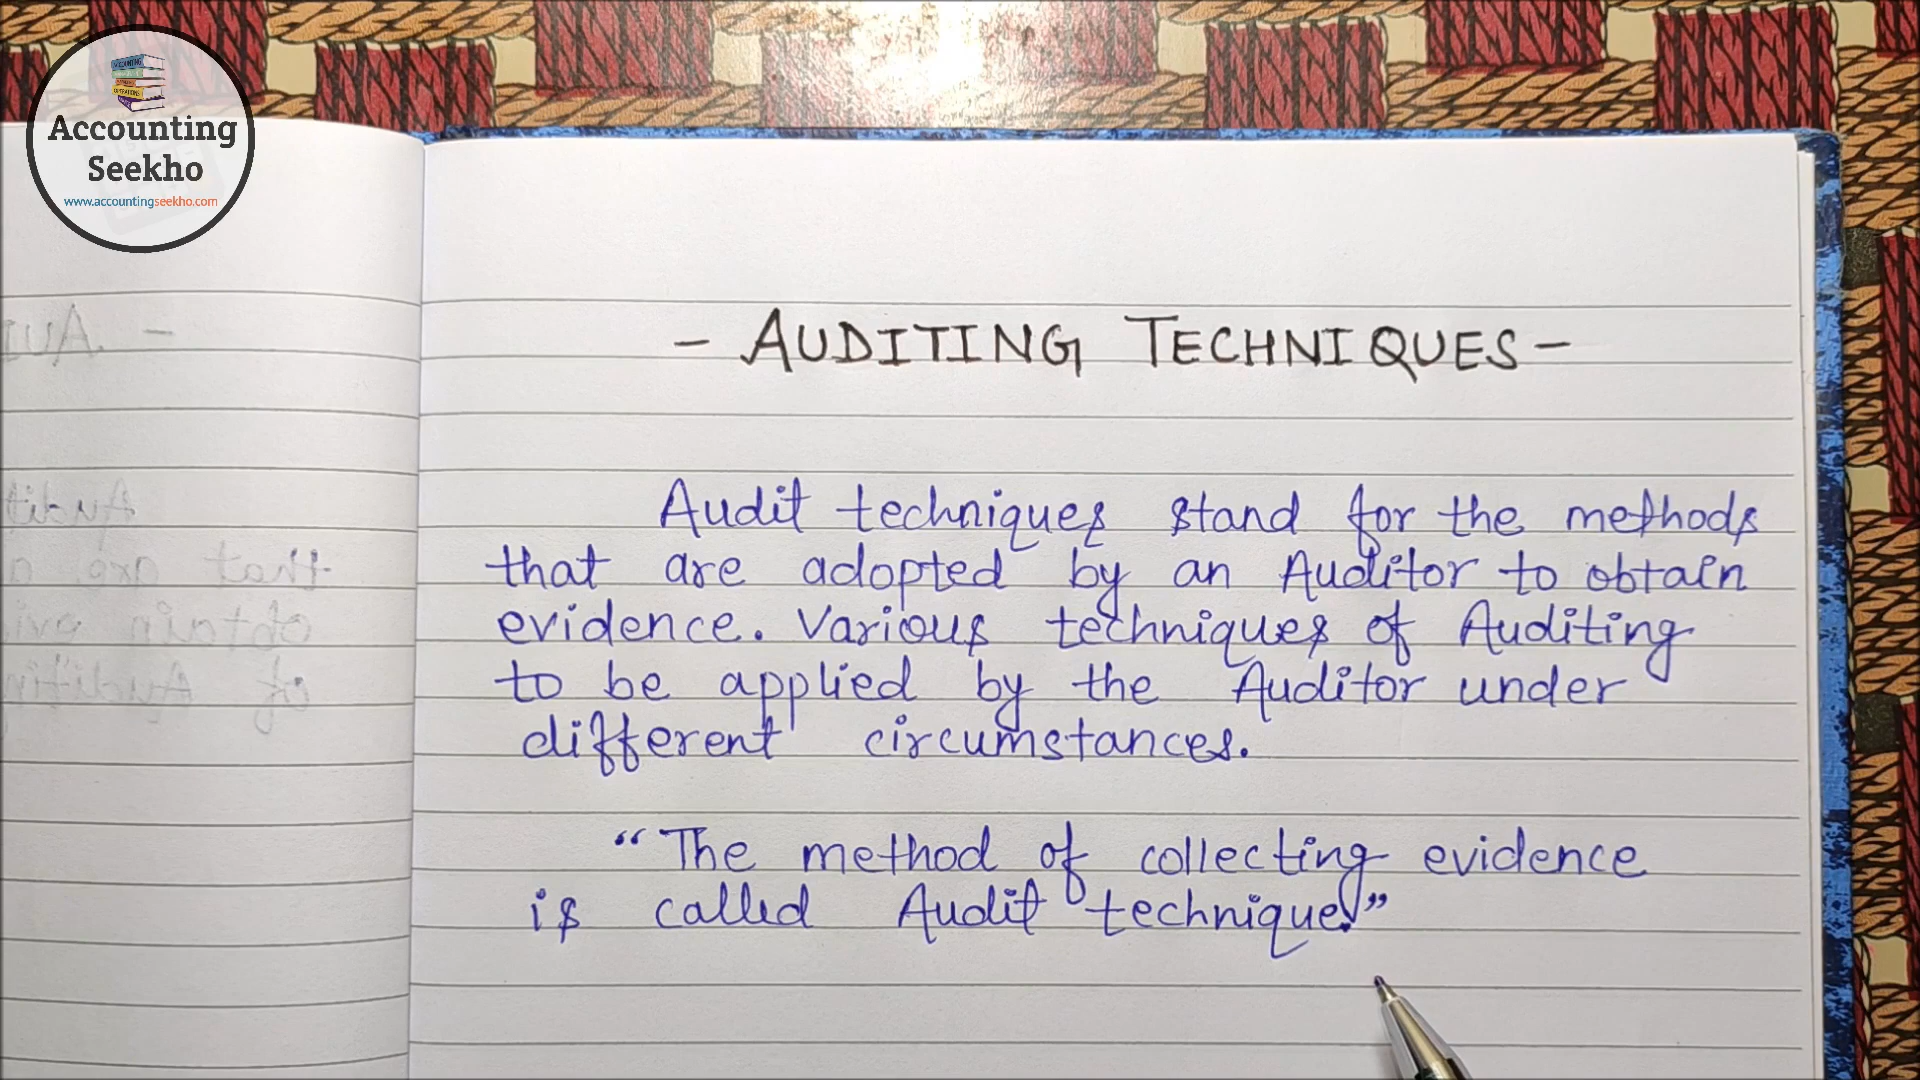 ACCOUNTING
OPERATIONS
Accounting
Seekho
www.accountingseekho.com
- AUDITING TECHNIQUES -
Audit techniques stand for the methods
that are adopted by an Auditor to obtain
evidence. Various techniques of Auditing
to be applied by the Auditor under
different circumstances.
“The method of collecting evidence
is called Audit technique.”